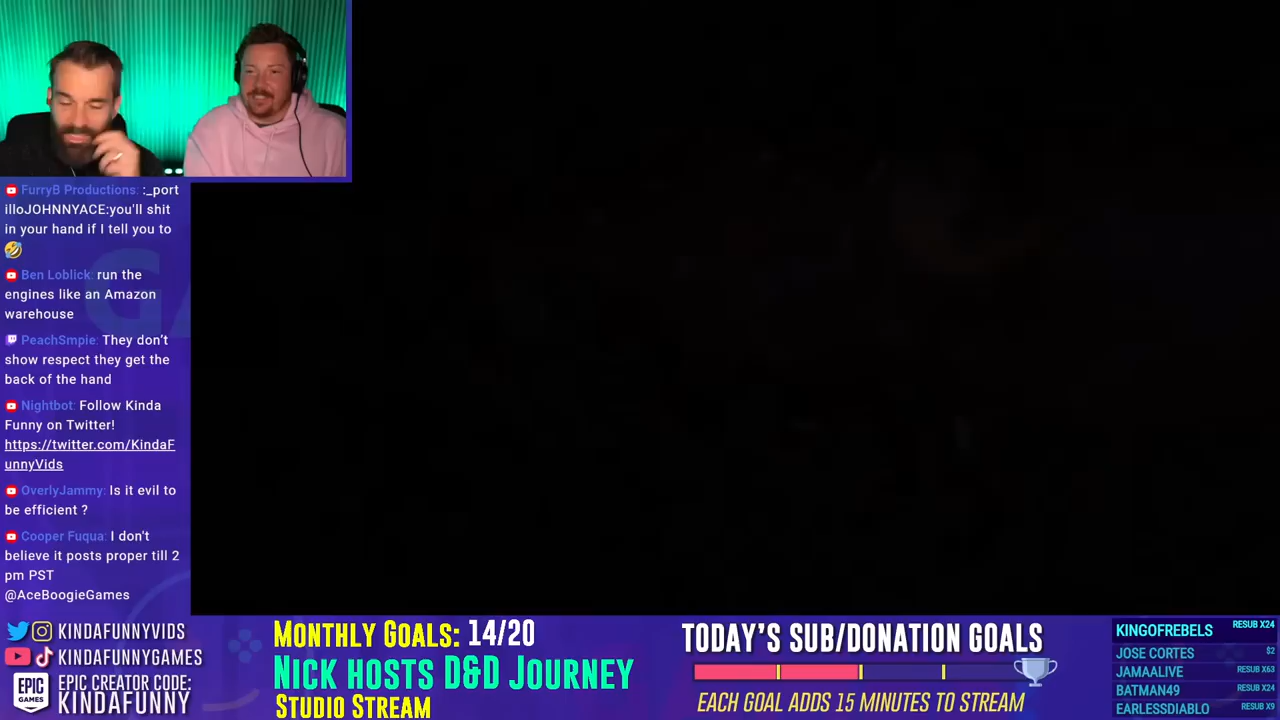 FurryB Productions: :_port
illoJOHNNYACE:you'll shit
in your hand if I tell you to
🤣
Ben Loblick: run the
engines like an Amazon
warehouse
PeachSmpie: They don't
show respect they get the
back of the hand
Nightbot: Follow Kinda
Funny on Twitter!
https://twitter.com/KindaF
unnyVids
OverlyJammy: Is it evil to
be efficient ?
Cooper Fuqua: I don't
believe it posts proper till 2
pm PST
@AceBoogieGames
KINDAFUNNYVIDS
KINDAFUNNYGAMES
EPIC GAMES
EPIC CREATOR CODE:
KINDAFUNNY
MONTHLY GOALS: 14/20
NICK HOSTS D&D JOURNEY
STUDIO STREAM
TODAY'S SUB/DONATION GOALS
EACH GOAL ADDS 15 MINUTES TO STREAM
KINGOFREBELS RESUB X24
JOSE CORTES $2
JAMAALIVE RESUB X63
BATMAN49 RESUB X24
EARLESSDIABLO RESUB X9